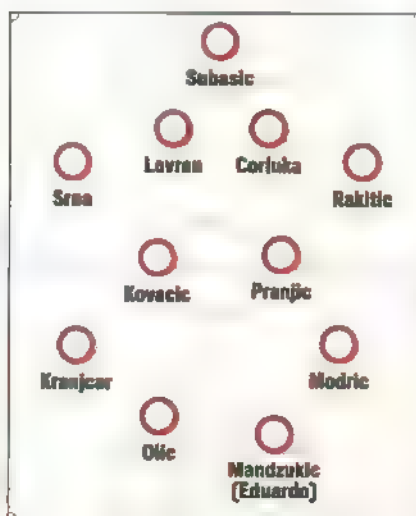 Subasic
Lovren
Corluka
Srna
Rakitic
Kovacic
Pranjic
Kranjcar
Modric
Olic
Mandzukic
(Eduardo)